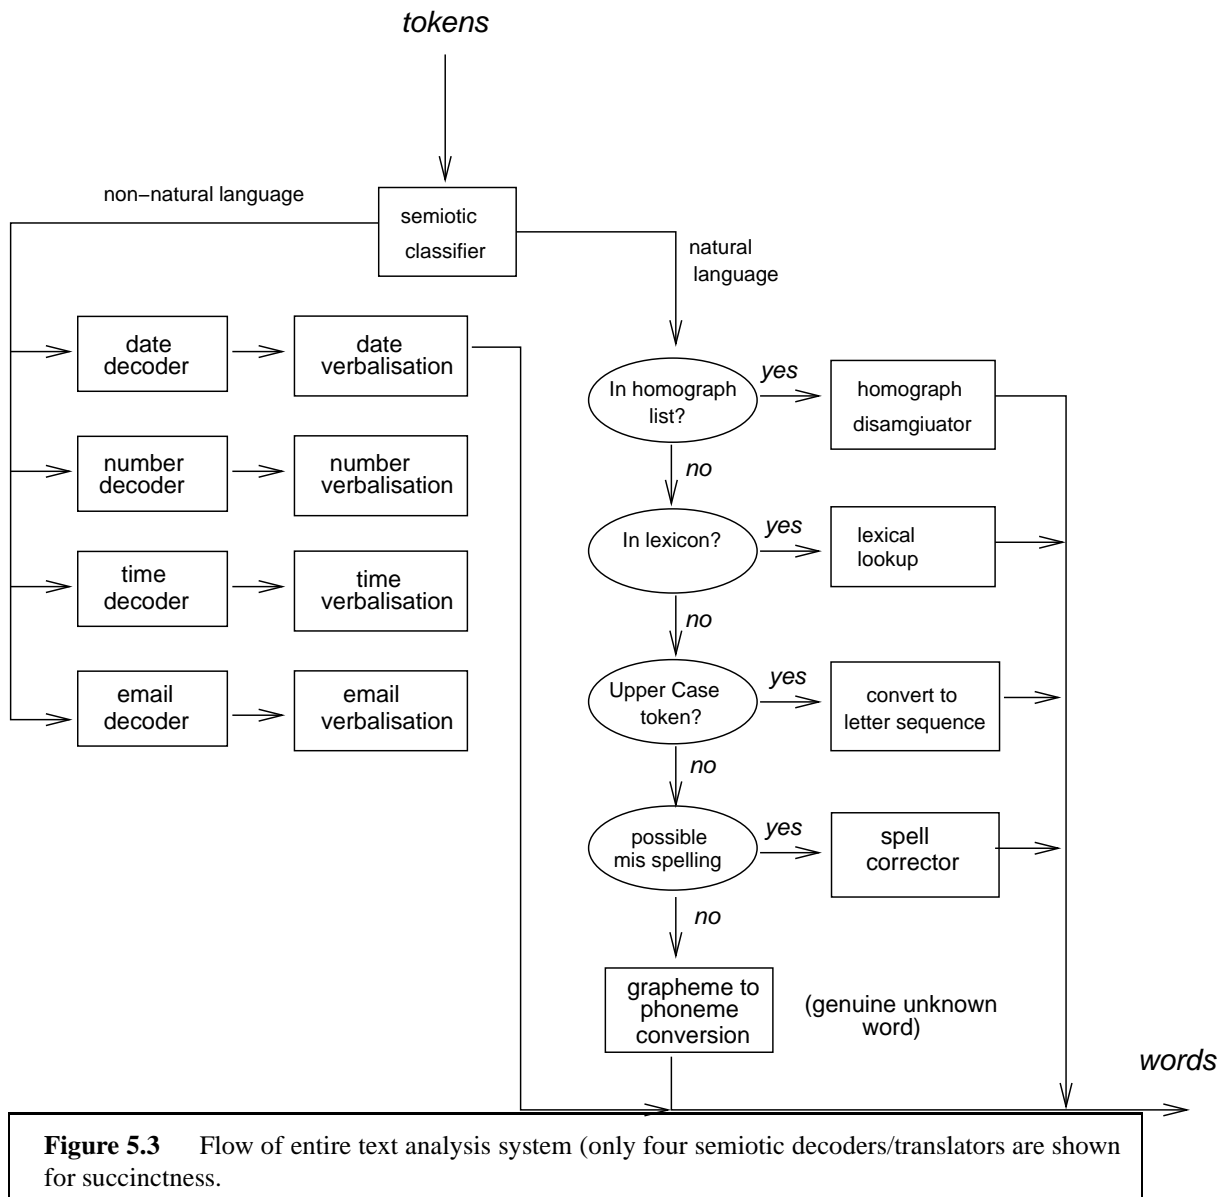 tokens
non−natural language
semiotic
classifier
natural
language
date
decoder
date
verbalisation
number
decoder
number
verbalisation
time
decoder
time
verbalisation
email
decoder
email
verbalisation
In homograph
list?
yes
homograph
disamgiuator
no
In lexicon?
yes
lexical
lookup
no
Upper Case
token?
yes
convert to
letter sequence
no
possible
mis spelling
yes
spell
corrector
no
grapheme to
phoneme
conversion
(genuine unknown
word)
words
Figure 5.3 Flow of entire text analysis system (only four semiotic decoders/translators are shown
for succinctness.